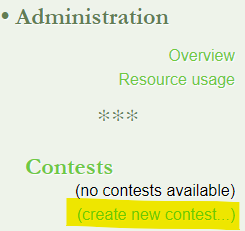 • Administration
Overview
Resource usage
***
Contests
(no contests available)
(create new contest...)